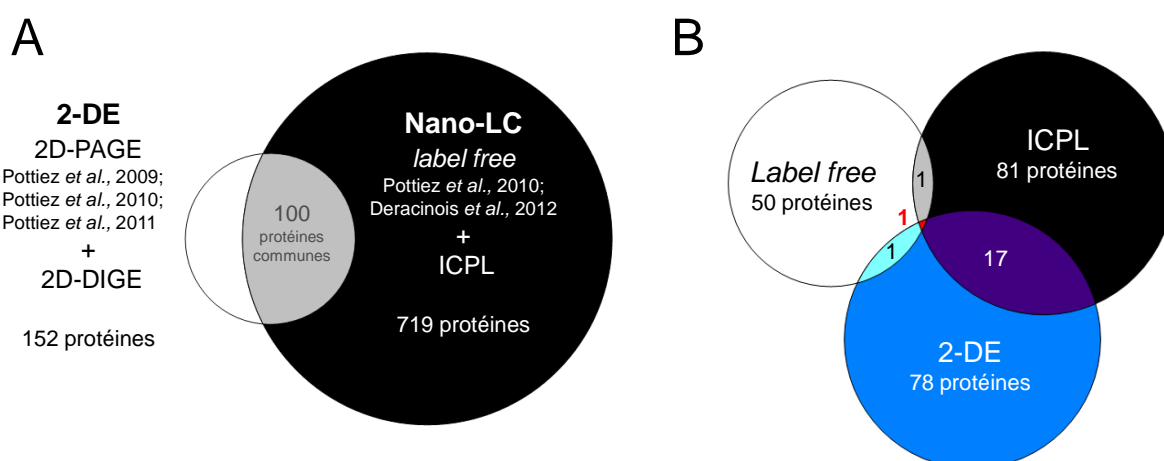 A
2-DE
2D-PAGE
Pottiez et al., 2009;
Pottiez et al., 2010;
Pottiez et al., 2011
+
2D-DIGE
152 protéines
100
protéines
communes
Nano-LC
label free
Pottiez et al., 2010;
Deracinois et al., 2012
+
ICPL
719 protéines
B
Label free
50 protéines
1
ICPL
81 protéines
1
1
17
2-DE
78 protéines